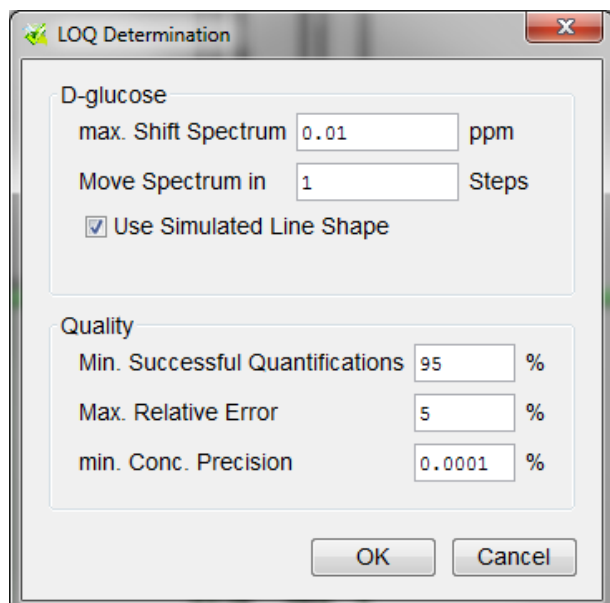 LOQ Determination
D-glucose
max. Shift Spectrum 0.01 ppm
Move Spectrum in 1 Steps
Use Simulated Line Shape
Quality
Min. Successful Quantifications 95 %
Max. Relative Error 5 %
min. Conc. Precision 0.0001 %
OK Cancel